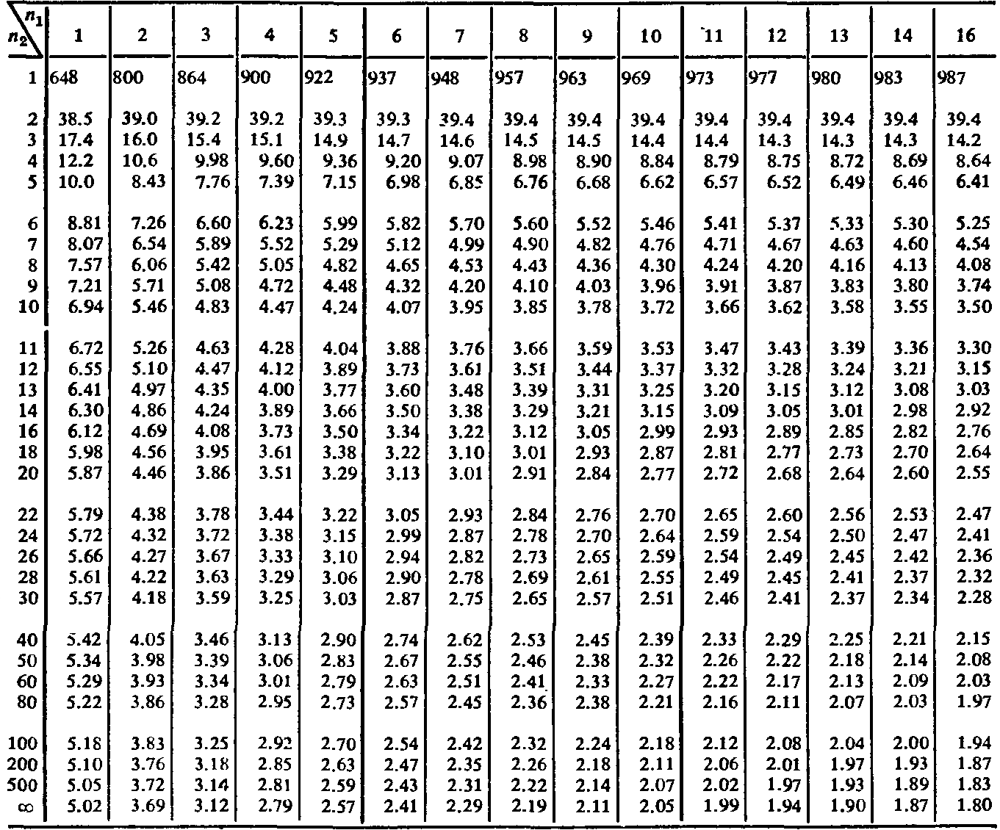 n1
n2 1 2 3 4 5 6 7 8 9 10 11 12 13 14 16
1 648 800 864 900 922 937 948 957 963 969 973 977 980 983 987
2 38.5 39.0 39.2 39.2 39.3 39.3 39.4 39.4 39.4 39.4 39.4 39.4 39.4 39.4 39.4
3 17.4 16.0 15.4 15.1 14.9 14.7 14.6 14.5 14.5 14.4 14.4 14.3 14.3 14.3 14.2
4 12.2 10.6 9.98 9.60 9.36 9.20 9.07 8.98 8.90 8.84 8.79 8.75 8.72 8.69 8.64
5 10.0 8.43 7.76 7.39 7.15 6.98 6.85 6.76 6.68 6.62 6.57 6.52 6.49 6.46 6.41
6 8.81 7.26 6.60 6.23 5.99 5.82 5.70 5.60 5.52 5.46 5.41 5.37 5.33 5.30 5.25
7 8.07 6.54 5.89 5.52 5.29 5.12 4.99 4.90 4.82 4.76 4.71 4.67 4.63 4.60 4.54
8 7.57 6.06 5.42 5.05 4.82 4.65 4.53 4.43 4.36 4.30 4.24 4.20 4.16 4.13 4.08
9 7.21 5.71 5.08 4.72 4.48 4.32 4.20 4.10 4.03 3.96 3.91 3.87 3.83 3.80 3.74
10 6.94 5.46 4.83 4.47 4.24 4.07 3.95 3.85 3.78 3.72 3.66 3.62 3.58 3.55 3.50
11 6.72 5.26 4.63 4.28 4.04 3.88 3.76 3.66 3.59 3.53 3.47 3.43 3.39 3.36 3.30
12 6.55 5.10 4.47 4.12 3.89 3.73 3.61 3.51 3.44 3.37 3.32 3.28 3.24 3.21 3.15
13 6.41 4.97 4.35 4.00 3.77 3.60 3.48 3.39 3.31 3.25 3.20 3.15 3.12 3.08 3.03
14 6.30 4.86 4.24 3.89 3.66 3.50 3.38 3.29 3.21 3.15 3.09 3.05 3.01 2.98 2.92
16 6.12 4.69 4.08 3.73 3.50 3.34 3.22 3.12 3.05 2.99 2.93 2.89 2.85 2.82 2.76
18 5.98 4.56 3.95 3.61 3.38 3.22 3.10 3.01 2.93 2.87 2.81 2.77 2.73 2.70 2.64
20 5.87 4.46 3.86 3.51 3.29 3.13 3.01 2.91 2.84 2.77 2.72 2.68 2.64 2.60 2.55
22 5.79 4.38 3.78 3.44 3.22 3.05 2.93 2.84 2.76 2.70 2.65 2.60 2.56 2.53 2.47
24 5.72 4.32 3.72 3.38 3.15 2.99 2.87 2.78 2.70 2.64 2.59 2.54 2.50 2.47 2.41
26 5.66 4.27 3.67 3.33 3.10 2.94 2.82 2.73 2.65 2.59 2.54 2.49 2.45 2.42 2.36
28 5.61 4.22 3.63 3.29 3.06 2.90 2.78 2.69 2.61 2.55 2.49 2.45 2.41 2.37 2.32
30 5.57 4.18 3.59 3.25 3.03 2.87 2.75 2.65 2.57 2.51 2.46 2.41 2.37 2.34 2.28
40 5.42 4.05 3.46 3.13 2.90 2.74 2.62 2.53 2.45 2.39 2.33 2.29 2.25 2.21 2.15
50 5.34 3.98 3.39 3.06 2.83 2.67 2.55 2.46 2.38 2.32 2.26 2.22 2.18 2.14 2.08
60 5.29 3.93 3.34 3.01 2.79 2.63 2.51 2.41 2.33 2.27 2.22 2.17 2.13 2.09 2.03
80 5.22 3.86 3.28 2.95 2.73 2.57 2.45 2.36 2.38 2.21 2.16 2.11 2.07 2.03 1.97
100 5.18 3.83 3.25 2.92 2.70 2.54 2.42 2.32 2.24 2.18 2.12 2.08 2.04 2.00 1.94
200 5.10 3.76 3.18 2.85 2.63 2.47 2.35 2.26 2.18 2.11 2.06 2.01 1.97 1.93 1.87
500 5.05 3.72 3.14 2.81 2.59 2.43 2.31 2.22 2.14 2.07 2.02 1.97 1.93 1.89 1.83
∞ 5.02 3.69 3.12 2.79 2.57 2.41 2.29 2.19 2.11 2.05 1.99 1.94 1.90 1.87 1.80